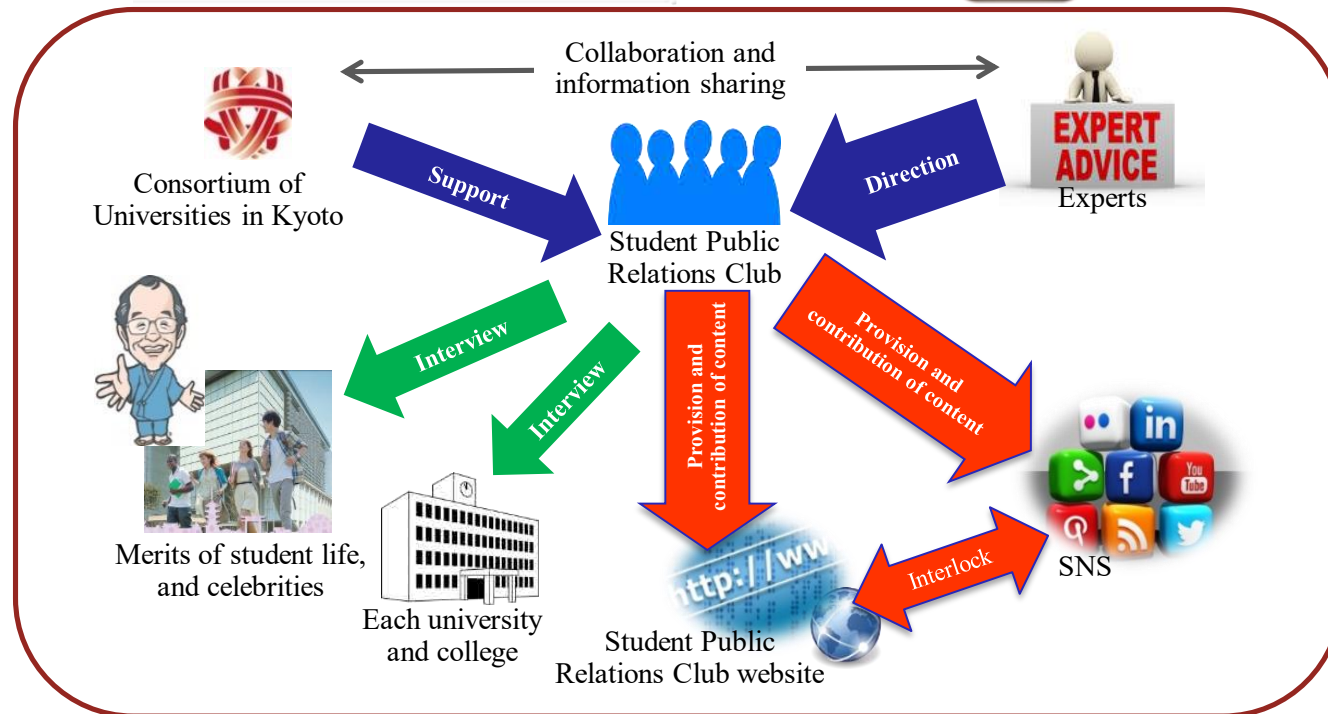 Collaboration and
information sharing
EXPERT
ADVICE
Experts
Consortium of
Universities in Kyoto
Support
Direction
Student Public
Relations Club
Interview
Interview
Provision and
contribution of content
Provision and
contribution of content
Merits of student life,
and celebrities
Each university
and college
http://ww
Student Public
Relations Club website
Interlock
in
f
You
Tube
SNS